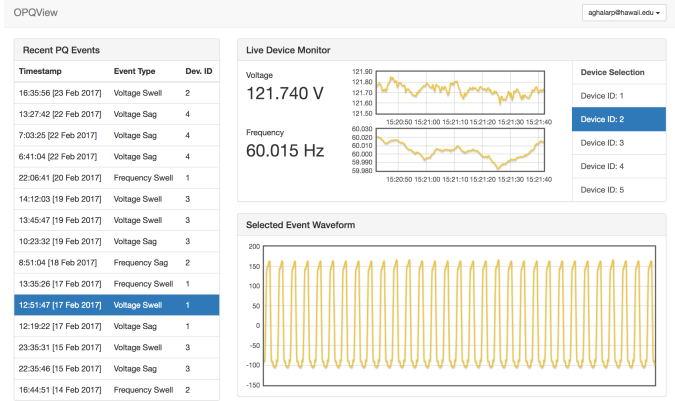 OPQView
aghalarp@hawaii.edu
Recent PQ Events
Timestamp Event Type Dev. ID
16:35:56 [23 Feb 2017] Voltage Swell 2
13:27:42 [22 Feb 2017] Voltage Sag 4
7:03:25 [22 Feb 2017] Voltage Sag 4
6:41:04 [22 Feb 2017] Voltage Sag 4
22:06:41 [20 Feb 2017] Frequency Swell 1
14:12:03 [19 Feb 2017] Voltage Swell 3
13:45:47 [19 Feb 2017] Voltage Swell 3
10:23:32 [19 Feb 2017] Voltage Sag 3
8:51:04 [18 Feb 2017] Frequency Sag 2
13:35:26 [17 Feb 2017] Frequency Swell 1
12:51:47 [17 Feb 2017] Voltage Swell 1
12:19:22 [17 Feb 2017] Voltage Sag 1
23:35:31 [15 Feb 2017] Voltage Swell 3
22:35:46 [15 Feb 2017] Voltage Sag 3
16:44:51 [14 Feb 2017] Frequency Swell 2
Live Device Monitor
Voltage
121.740 V
121.90
121.80
121.70
121.60
121.50
15:20:50 15:21:00 15:21:10 15:21:20 15:21:30 15:21:40
Frequency
60.015 Hz
60.030
60.020
60.010
60.000
59.990
59.980
15:20:50 15:21:00 15:21:10 15:21:20 15:21:30 15:21:40
Device Selection
Device ID: 1
Device ID: 2
Device ID: 3
Device ID: 4
Device ID: 5
Selected Event Waveform
200
150
100
50
0
-50
-100
-150